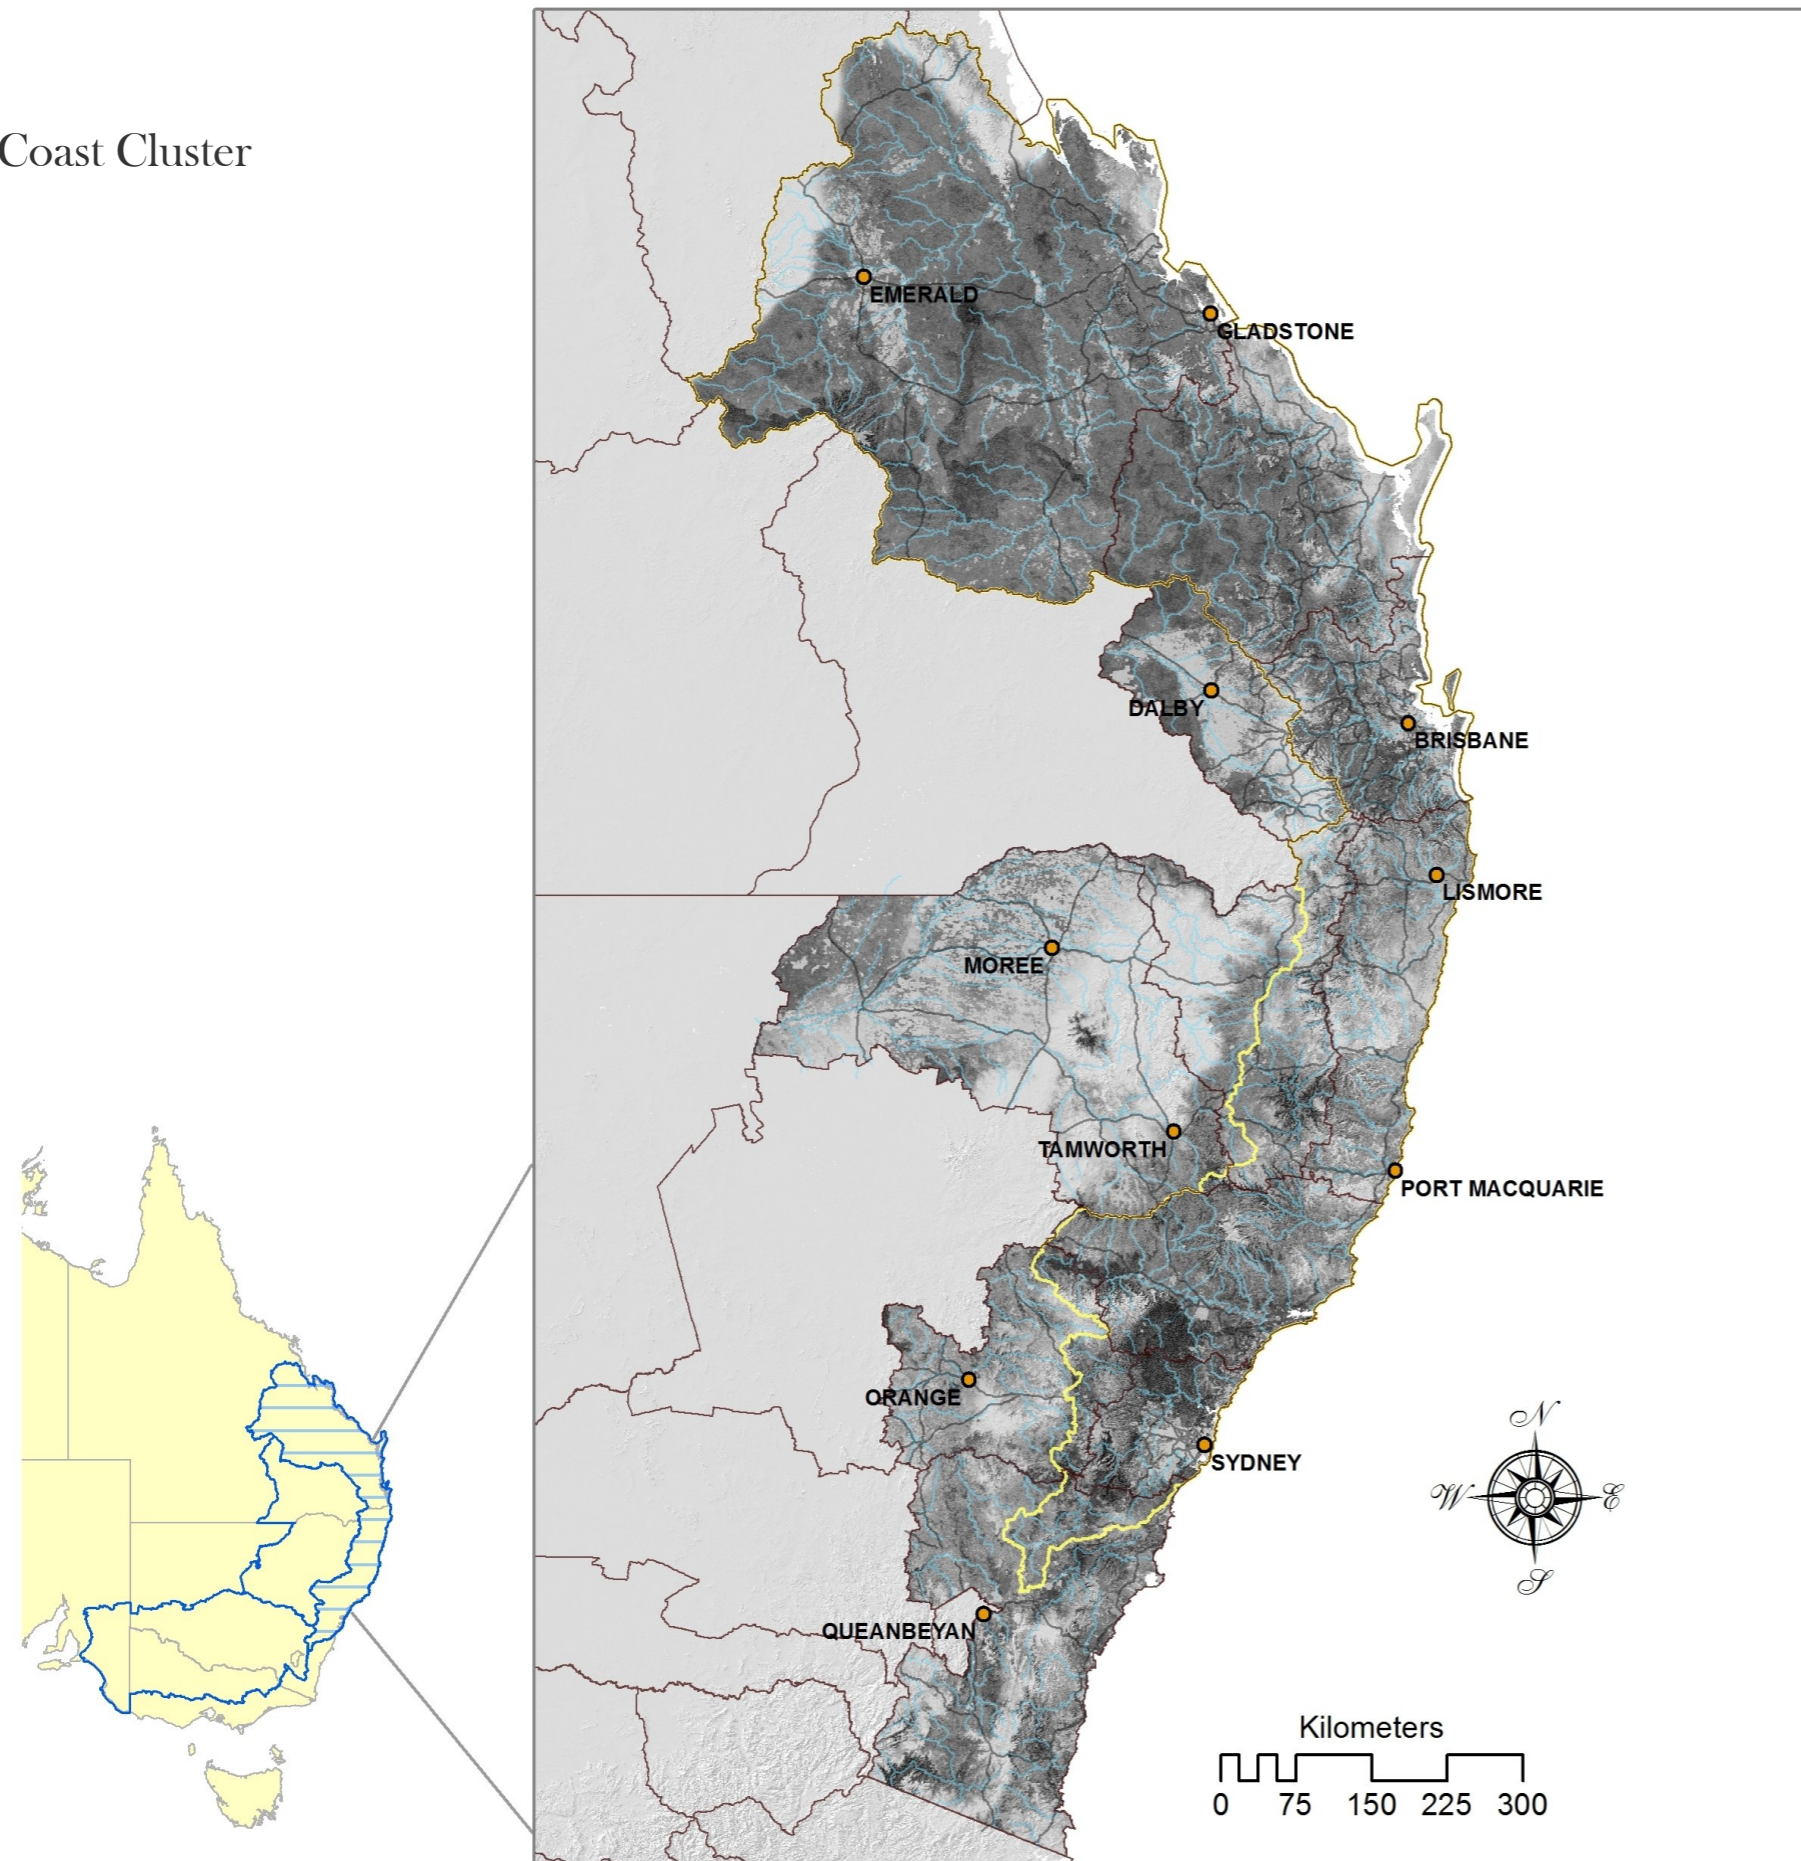 Coast Cluster
EMERALD
GLADSTONE
DALBY
BRISBANE
LISMORE
MOREE
TAMWORTH
PORT MACQUARIE
ORANGE
SYDNEY
QUEANBEYAN
N
W E
S
Kilometers
0 75 150 225 300